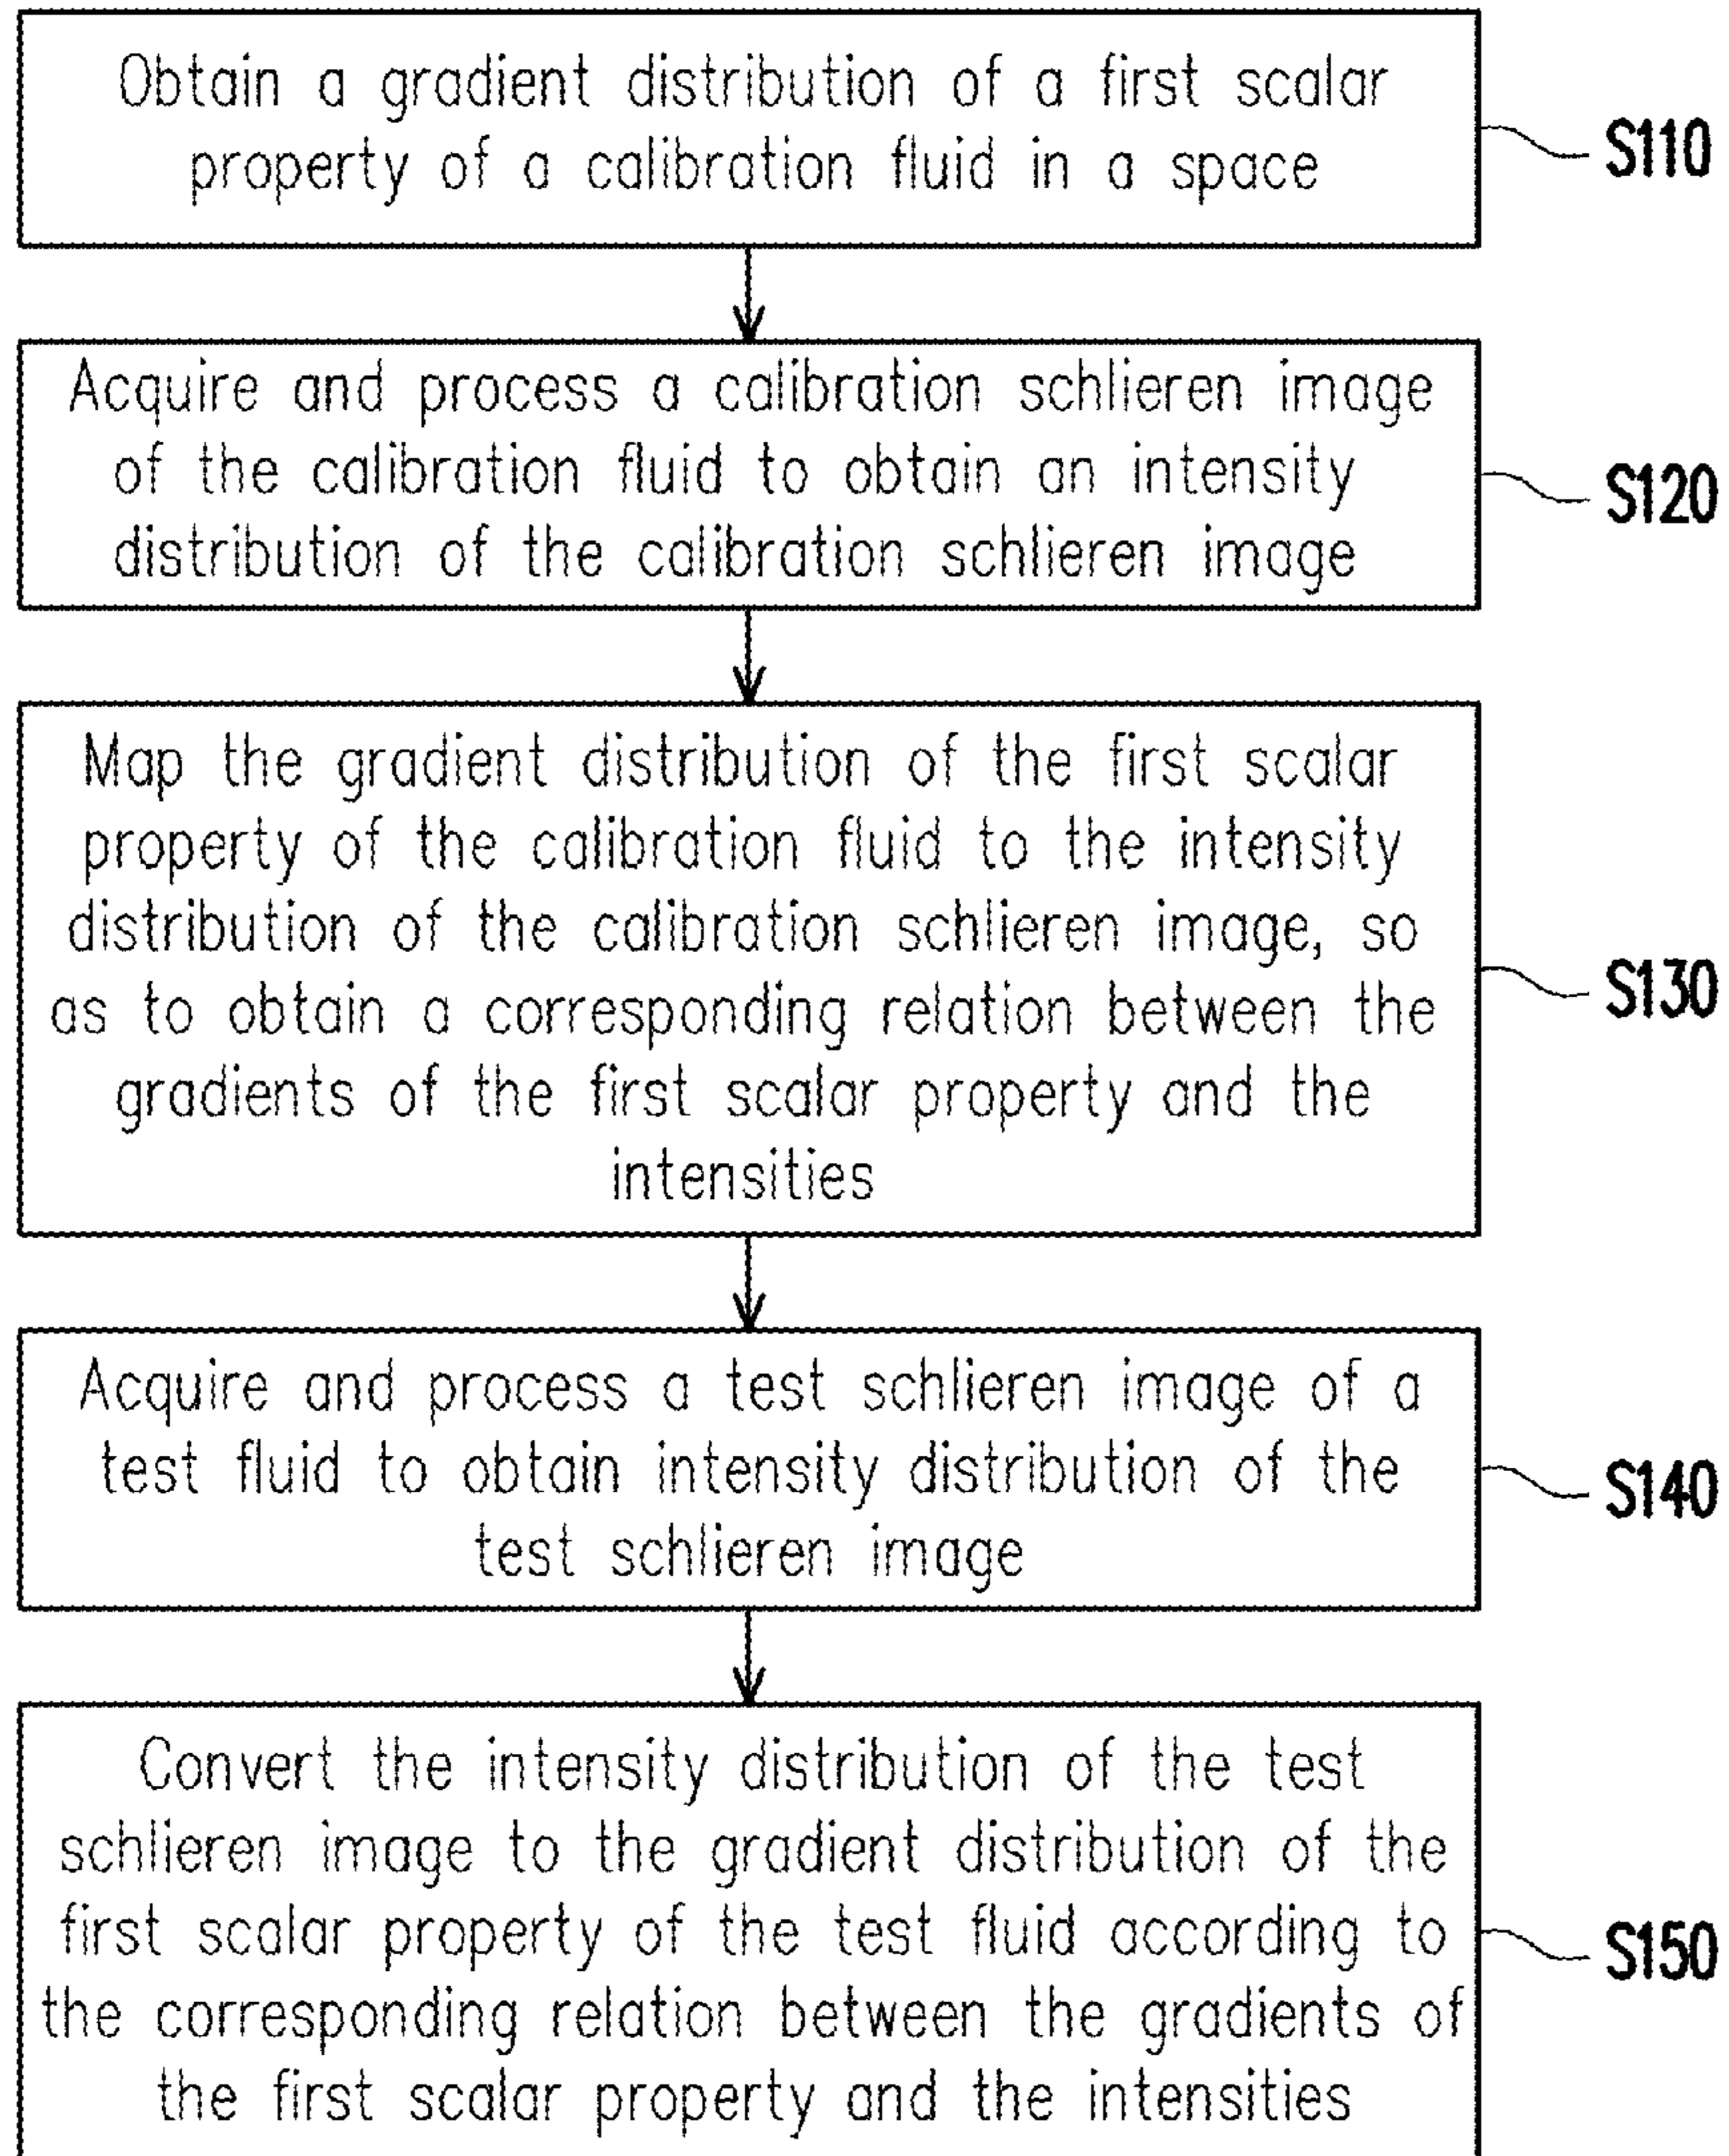 Obtain a gradient distribution of a first scalar
property of a calibration fluid in a space
S110
Acquire and process a calibration schlieren image
of the calibration fluid to obtain an intensity
distribution of the calibration schlieren image
S120
Map the gradient distribution of the first scalar
property of the calibration fluid to the intensity
distribution of the calibration schlieren image, so
as to obtain a corresponding relation between the
gradients of the first scalar property and the
intensities
S130
Acquire and process a test schlieren image of a
test fluid to obtain intensity distribution of the
test schlieren image
S140
Convert the intensity distribution of the test
schlieren image to the gradient distribution of the
first scalar property of the test fluid according to
the corresponding relation between the gradients of
the first scalar property and the intensities
S150